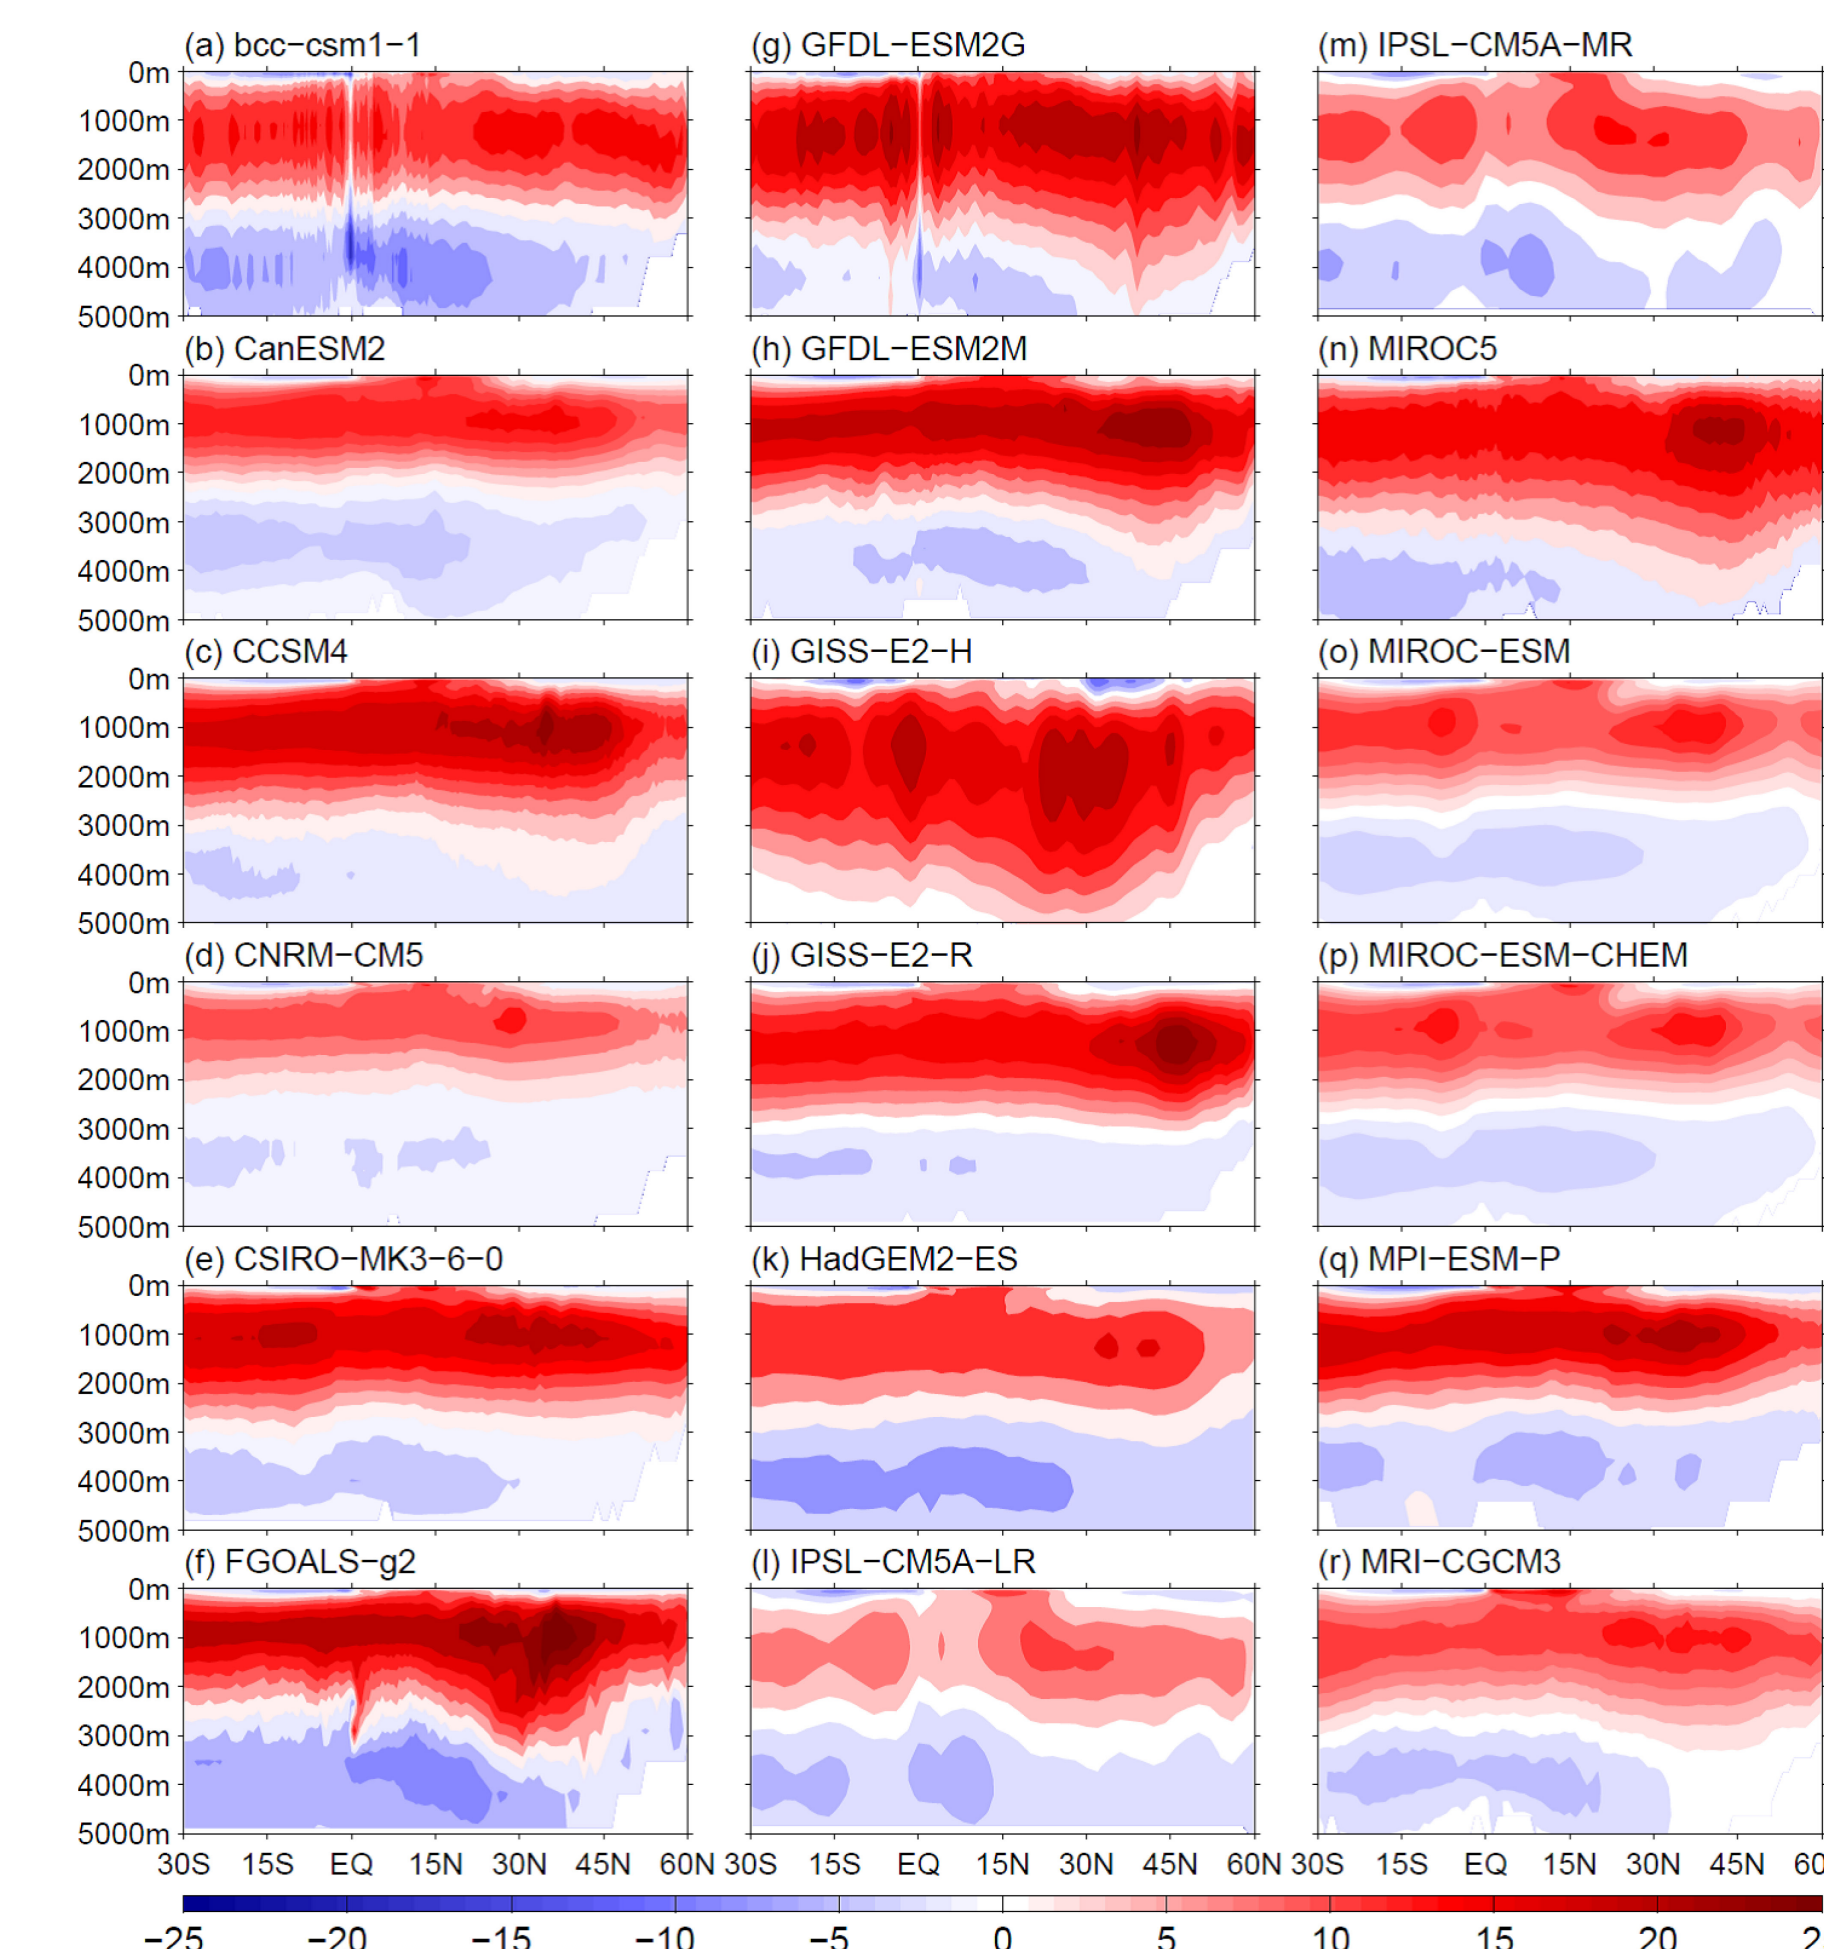 (a) bcc−csm1−1 (g) GFDL−ESM2G (m) IPSL−CM5A−MR
0m
1000m
2000m
3000m
4000m
5000m
(b) CanESM2 (h) GFDL−ESM2M (n) MIROC5
0m
1000m
2000m
3000m
4000m
5000m
(c) CCSM4 (i) GISS−E2−H (o) MIROC−ESM
0m
1000m
2000m
3000m
4000m
5000m
(d) CNRM−CM5 (j) GISS−E2−R (p) MIROC−ESM−CHEM
0m
1000m
2000m
3000m
4000m
5000m
(e) CSIRO−MK3−6−0 (k) HadGEM2−ES (q) MPI−ESM−P
0m
1000m
2000m
3000m
4000m
5000m
(f) FGOALS−g2 (l) IPSL−CM5A−LR (r) MRI−CGCM3
0m
1000m
2000m
3000m
4000m
5000m
30S 15S EQ 15N 30N 45N 60N 30S 15S EQ 15N 30N 45N 60N 30S 15S EQ 15N 30N 45N
−25 −20 −15 −10 −5 0 5 10 15 20